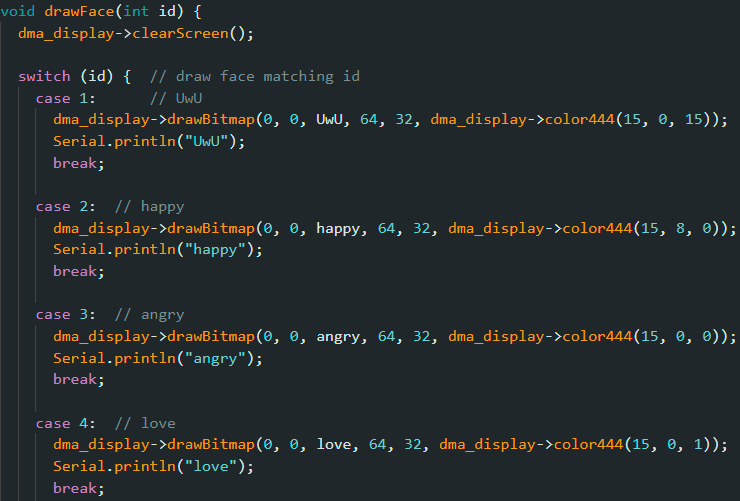 void drawFace(int id) {
  dma_display->clearScreen();

  switch (id) {  // draw face matching id
    case 1:      // UwU
      dma_display->drawBitmap(0, 0, UwU, 64, 32, dma_display->color444(15, 0, 15));
      Serial.println("UwU");
      break;

    case 2:  // happy
      dma_display->drawBitmap(0, 0, happy, 64, 32, dma_display->color444(15, 8, 0));
      Serial.println("happy");
      break;

    case 3:  // angry
      dma_display->drawBitmap(0, 0, angry, 64, 32, dma_display->color444(15, 0, 0));
      Serial.println("angry");
      break;

    case 4:  // love
      dma_display->drawBitmap(0, 0, love, 64, 32, dma_display->color444(15, 0, 1));
      Serial.println("love");
      break;